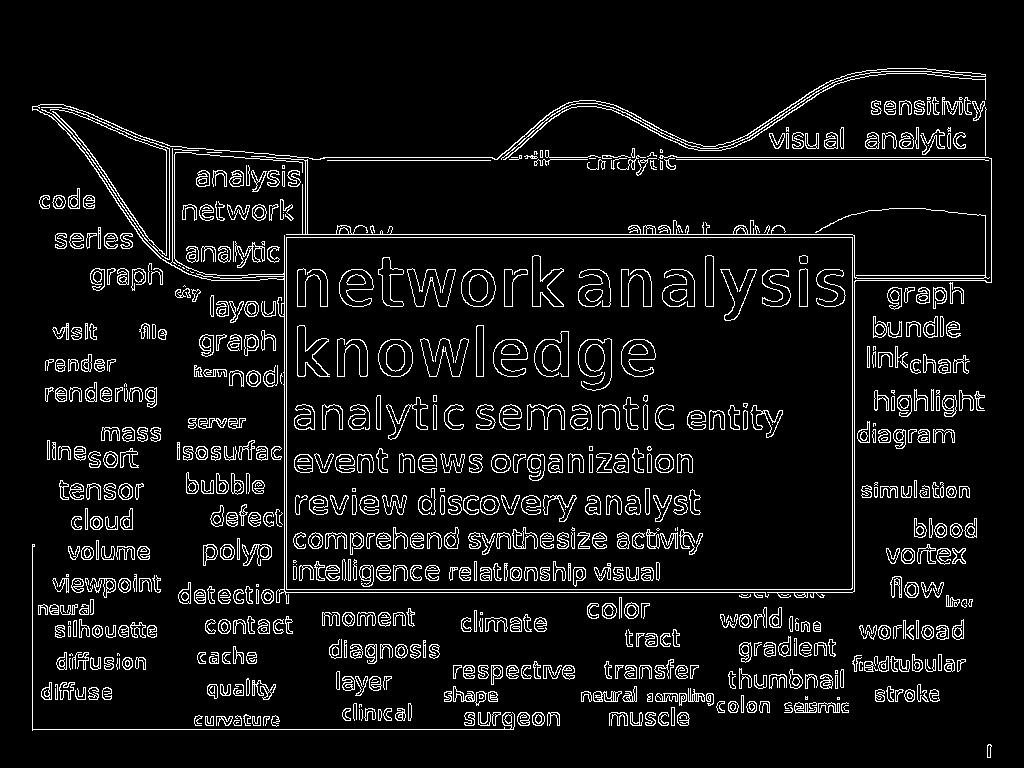 sensitivity
visual analytic
analytic
analysis
code
network
new
series
analytic
graph
layout
graph
visit file
bundle
graph
link chart
render
item
rendering
highlight
server
mass
diagram
line sort
tensor
bubble
simulation
cloud
defect
blood
volume
polyp
vortex
viewpoint
detection
flow
liver
neural
silhouette
contact
workload
diffusion
cache
field tubular
diffuse
quality
stroke
curvature
network analysis
knowledge
analytic semantic entity
event news organization
review discovery analyst
comprehend synthesize activity
intelligence relationship visual
moment
climate
color
world line
tract
diagnosis
gradient
respective
transfer
layer
thumbnail
shape
neural sampling
colon seismic
clinical
surgeon
muscle